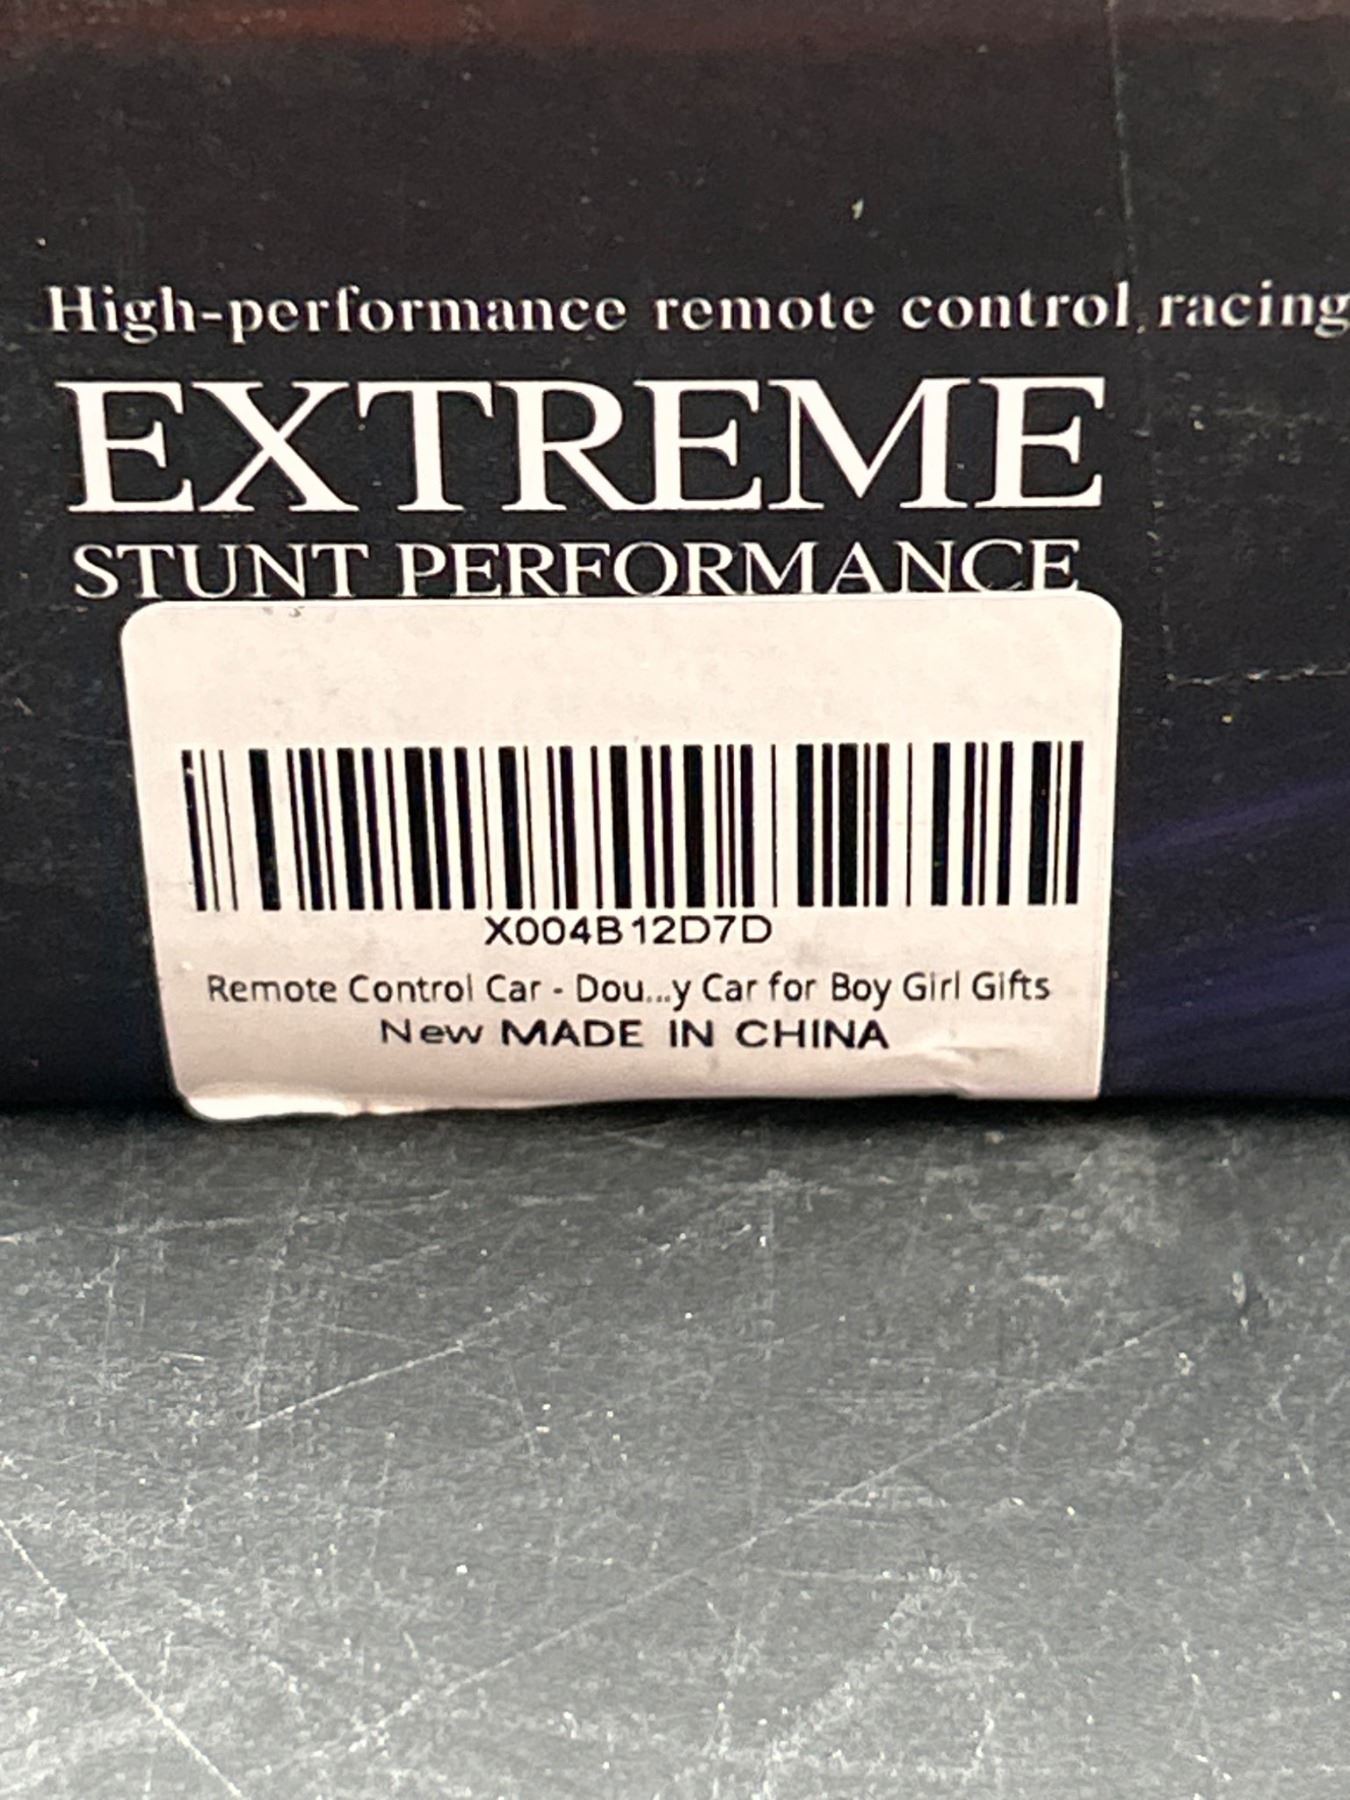 High-performance remote control racing
EXTREME
STUNT PERFORMANCE
X004B12D7D
Remote Control Car - Dou...y Car for Boy Girl Gifts
New MADE IN CHINA